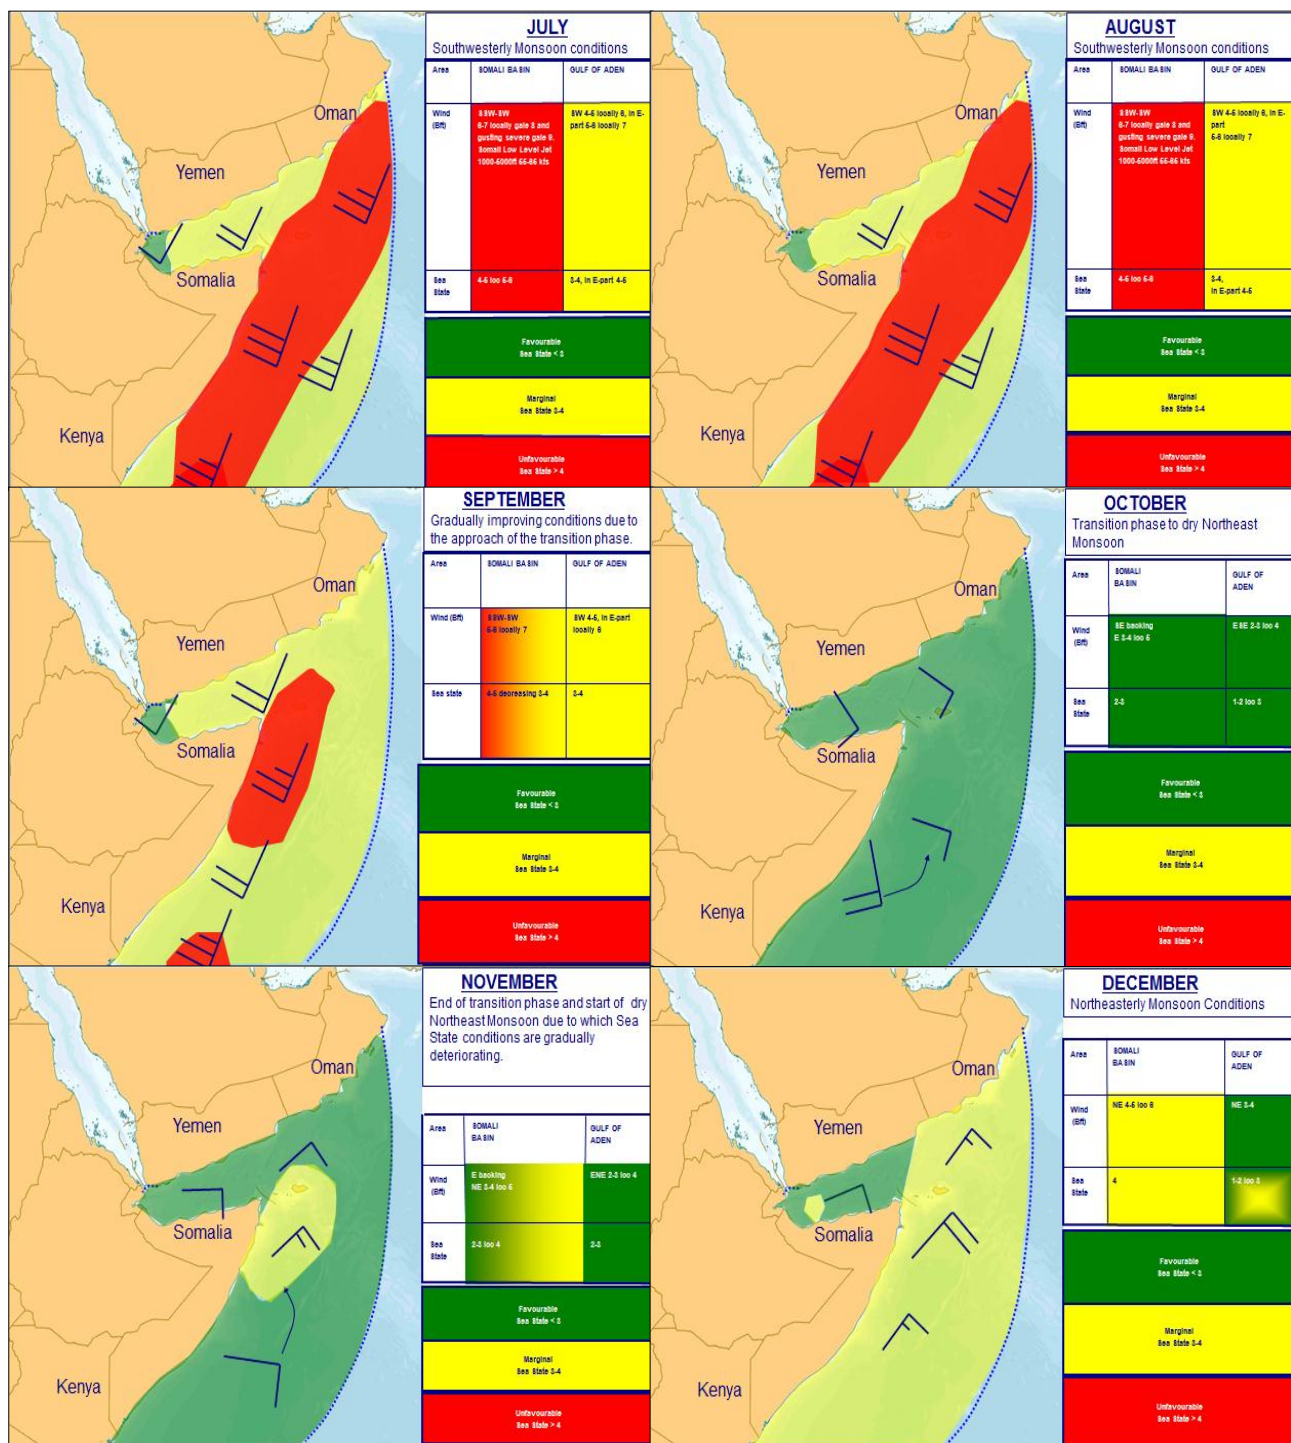 JULY
Southwesterly Monsoon conditions
Area
SOMALI BASIN
GULF OF ADEN
Wind
(Bft)
SSW-SW
6-7 locally gale 8 and
gusting severe gale 9.
Somali Low Level Jet
1000-5000ft 55-65 kts
SW 4-5 locally 6, in E-
part 5-6 locally 7
Sea
State
4-5 loc 5-6
3-4, in E-part 4-5
Favourable
Sea State < 3
Marginal
Sea State 3-4
Unfavourable
Sea State > 4
Oman
Yemen
Somalia
Kenya
AUGUST
Southwesterly Monsoon conditions
Area
SOMALI BASIN
GULF OF ADEN
Wind
(Bft)
SSW-SW
6-7 locally gale 8 and
gusting severe gale 9.
Somali Low Level Jet
1000-5000ft 55-65 kts
SW 4-5 locally 6, in E-
part
5-6 locally 7
Sea
State
4-5 loc 5-6
3-4,
in E-part 4-5
Favourable
Sea State < 3
Marginal
Sea State 3-4
Unfavourable
Sea State > 4
Oman
Yemen
Somalia
Kenya
SEPTEMBER
Gradually improving conditions due to
the approach of the transition phase.
Area
SOMALI BASIN
GULF OF ADEN
Wind (Bft)
SSW-SW
5-6 locally 7
SW 4-5, in E-part
locally 6
Sea state
4-5 decreasing 3-4
3-4
Favourable
Sea State < 3
Marginal
Sea State 3-4
Unfavourable
Sea State > 4
Oman
Yemen
Somalia
Kenya
OCTOBER
Transition phase to dry Northeast
Monsoon
Area
SOMALI
BASIN
GULF OF
ADEN
Wind
(Bft)
SE backing
E 3-4 loc 5
ESE 2-3 loc 4
Sea
State
2-3
1-2 loc 3
Favourable
Sea State < 3
Marginal
Sea State 3-4
Unfavourable
Sea State > 4
Oman
Yemen
Somalia
Kenya
NOVEMBER
End of transition phase and start of dry
Northeast Monsoon due to which Sea
State conditions are gradually
deteriorating.
Area
SOMALI
BASIN
GULF OF
ADEN
Wind
(Bft)
E backing
NE 3-4 loc 5
ENE 2-3 loc 4
Sea
State
2-3 loc 4
2-3
Favourable
Sea State < 3
Marginal
Sea State 3-4
Unfavourable
Sea State > 4
Oman
Yemen
Somalia
Kenya
DECEMBER
Northeasterly Monsoon Conditions
Area
SOMALI
BASIN
GULF OF
ADEN
Wind
(Bft)
NE 4-5 loc 6
NE 3-4
Sea
State
4
1-2 loc 3
Favourable
Sea State < 3
Marginal
Sea State 3-4
Unfavourable
Sea State > 4
Oman
Yemen
Somalia
Kenya